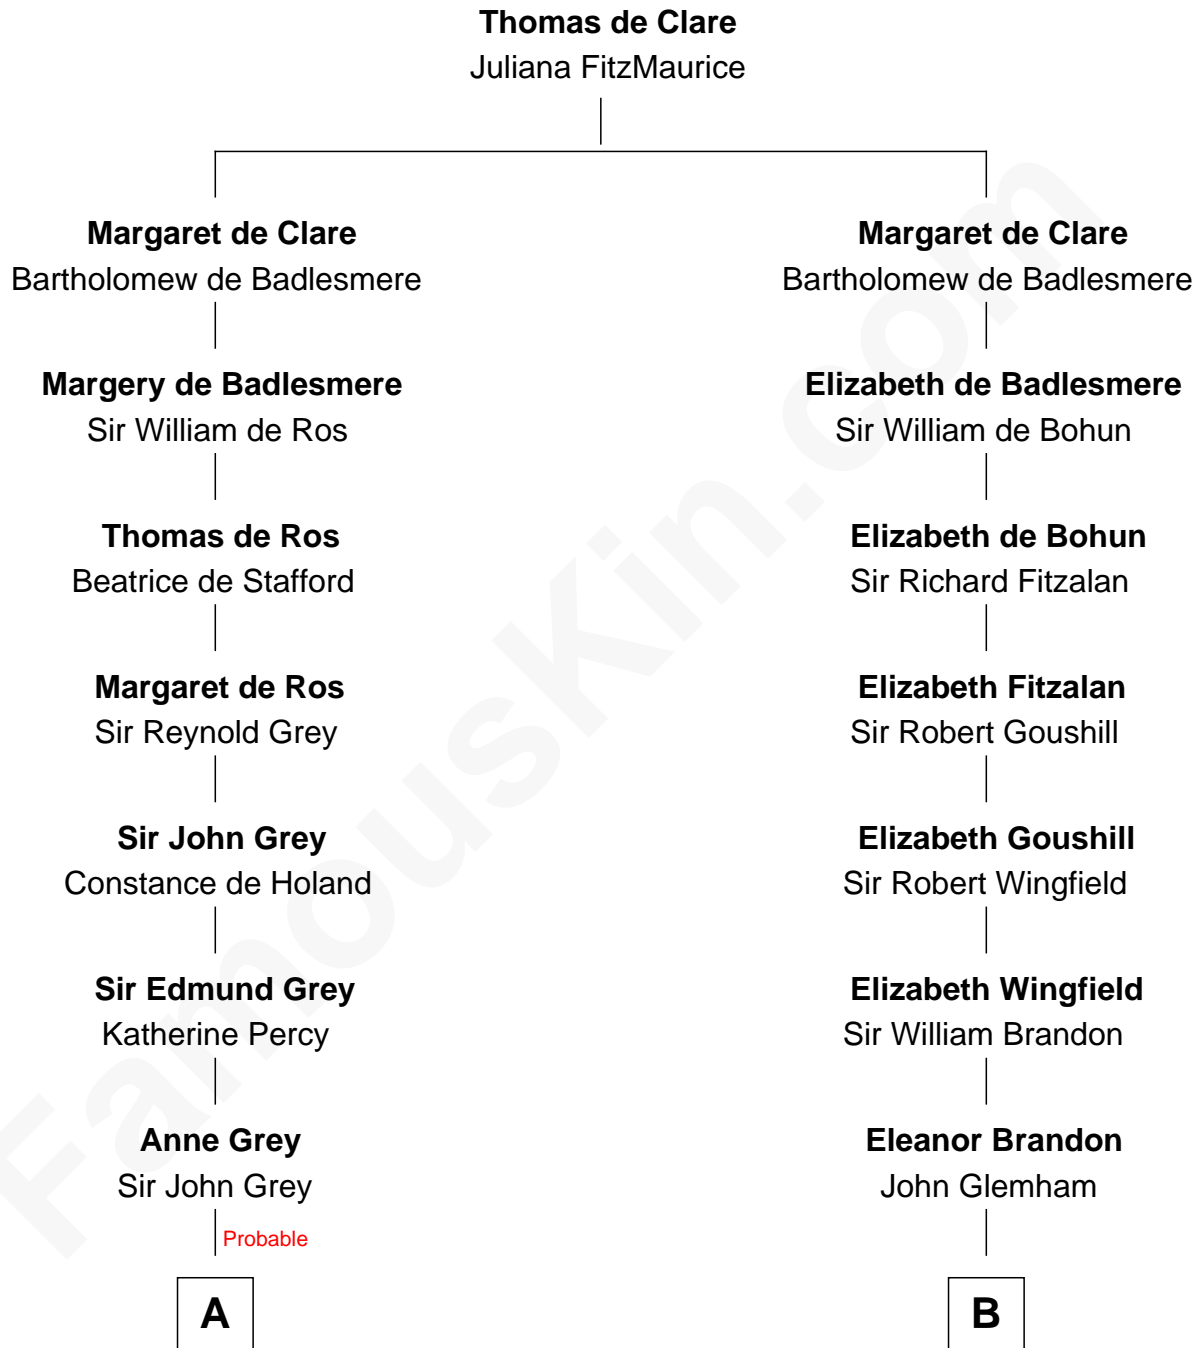 Thomas de Clare
Juliana FitzMaurice
Margaret de Clare
Bartholomew de Badlesmere
Margaret de Clare
Bartholomew de Badlesmere
Margery de Badlesmere
Sir William de Ros
Elizabeth de Badlesmere
Sir William de Bohun
Thomas de Ros
Beatrice de Stafford
Elizabeth de Bohun
Sir Richard Fitzalan
Margaret de Ros
Sir Reynold Grey
Elizabeth Fitzalan
Sir Robert Goushill
Sir John Grey
Constance de Holand
Elizabeth Goushill
Sir Robert Wingfield
Sir Edmund Grey
Katherine Percy
Elizabeth Wingfield
Sir William Brandon
Anne Grey
Sir John Grey
Eleanor Brandon
John Glemham
Probable
A
B
FamousKin.com